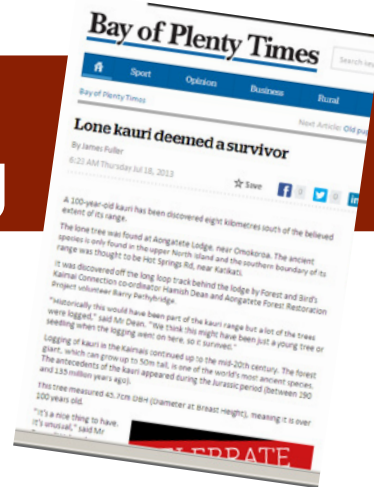 Bay of Plenty Times
Search
Sport Opinion Business Rural
Bay of Plenty Times
Next Article: Old
Lone kauri deemed a survivor
By James Fuller
6:21 AM Thursday Jul 18, 2013
Save 0 0
A 100-year-old kauri has been discovered eight kilometres south of the believed
extent of its range.
The lone tree was found at Aongatete Lodge, near Omokoroa. The ancient
species is only found in the upper North Island and the southern boundary of its
range was thought to be Hot Springs Rd, near Katikati.
It was discovered off the long loop track behind the lodge by Forest and Bird's
Kaimai Connection co-ordinator Hamish Dean and Aongatete Forest Restoration
Project volunteer Barry Pethybridge.
"Historically this would have been part of the kauri range but a lot of the trees
were logged," said Mr Dean. "We think this might have been just a young tree or
seedling when the logging went on here, so it survived."
Logging of kauri in the Kaimais continued up to the mid-20th century. The forest
giant, which can grow up to 50m tall, is one of the world's most ancient species.
The antecedents of the kauri appeared during the Jurassic period (between 190
and 135 million years ago).
This tree measured 45.7cm DBH (Diameter at Breast Height), meaning it is over
100 years old.
"It's a nice thing to have.
It's unusual," said Mr